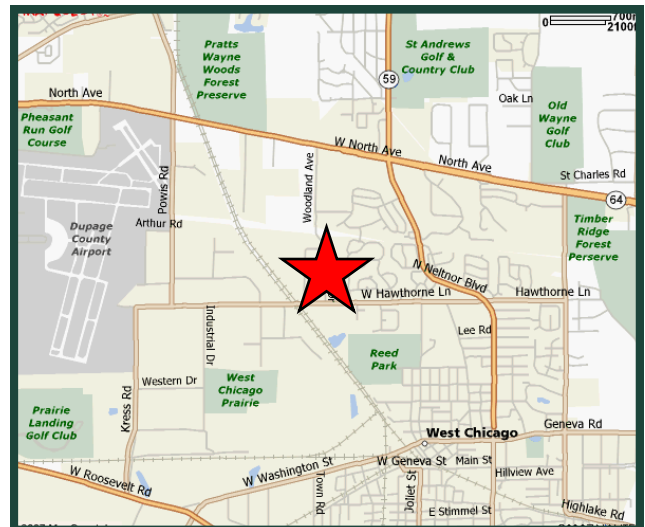 700m
2100ft
Pratts
Wayne
Woods
Forest
Preserve
St Andrews
Golf &
Country Club
59
North Ave
Oak Ln
Old
Wayne
Golf
Club
Pheasant
Run Golf
Course
W North Ave
North Ave
St Charles Rd
64
Powis Rd
Woodland Ave
Arthur Rd
Dupage
County
Airport
Timber
Ridge
Forest
Perserve
N Neltnor Blvd
W Hawthorne Ln
Hawthorne Ln
Industrial Dr
Lee Rd
Reed
Park
Western Dr
West
Chicago
Prairie
Kress Rd
Prairie
Landing
Golf Club
Geneva Rd
West Chicago
W Roosevelt Rd
W Washington St
W Geneva St
Main St
Hillview Ave
Town Rd
Joliet St
E Stimmel St
Highlake Rd